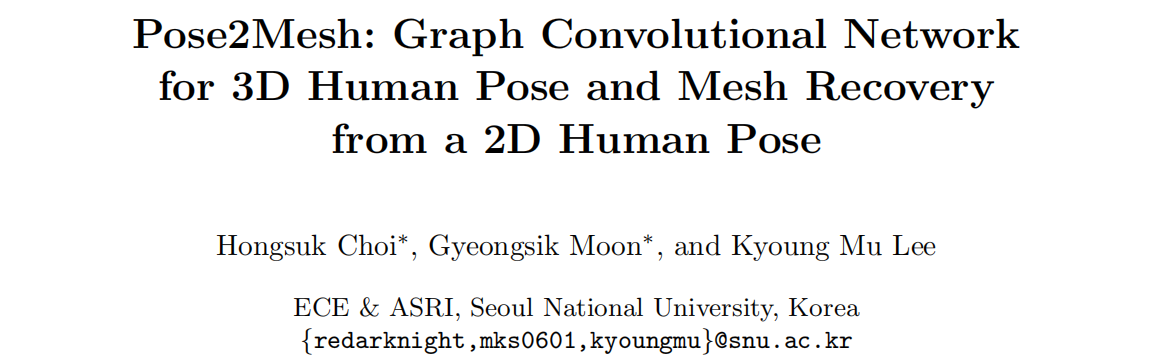 Pose2Mesh: Graph Convolutional Network
for 3D Human Pose and Mesh Recovery
from a 2D Human Pose
Hongsuk Choi*, Gyeongsik Moon*, and Kyoung Mu Lee
ECE & ASRI, Seoul National University, Korea
{redarknight,mks0601,kyoungmu}@snu.ac.kr